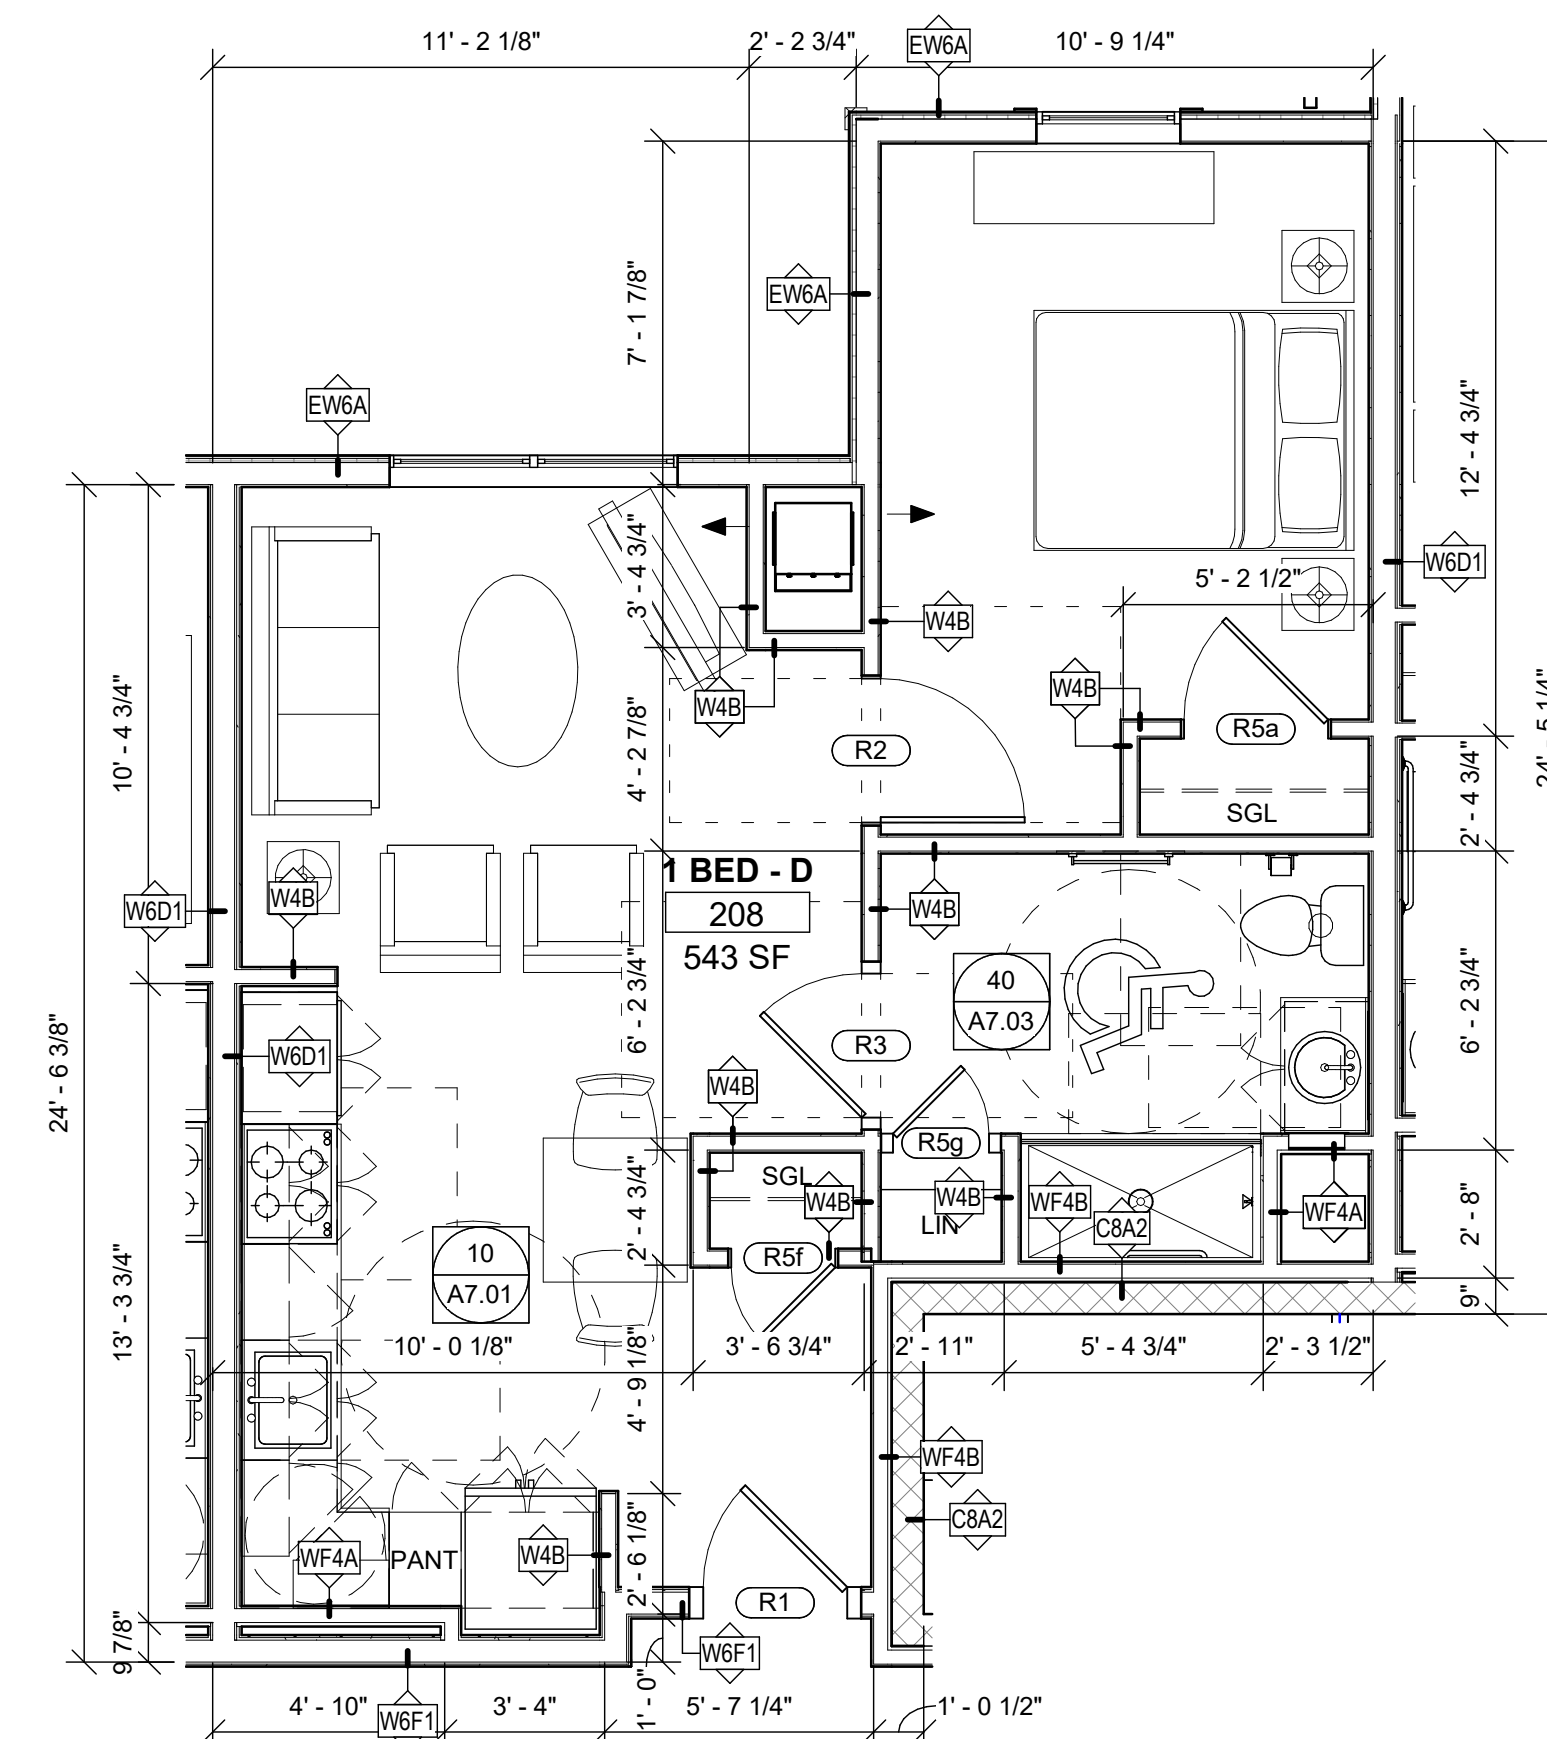 11' - 2 1/8"
2' - 2 3/4"
EW6A
10' - 9 1/4"
7' - 1 7/8"
EW6A
EW6A
12' - 4 3/4"
3' - 4 3/4"
W6D1
5' - 2 1/2"
W4B
W4B
W4B
10' - 4 3/4"
4' - 2 7/8"
R2
R5a
24' - 5 1/4"
2' - 4 3/4"
SGL
1 BED - D
W4B
208
W4B
W6D1
543 SF
40
A7.03
6' - 2 3/4"
6' - 2 3/4"
R3
W6D1
24' - 6 3/8"
W4B
R5g
SGL
W4B
W4B
WF4B
WF4A
LIN
C8A2
2' - 4 3/4"
2' - 8"
R5f
10
A7.01
9"
13' - 3 3/4"
10' - 0 1/8"
4' - 9 1/8"
3' - 6 3/4"
2' - 11"
5' - 4 3/4"
2' - 3 1/2"
WF4B
C8A2
WF4A
PANT
W4B
2' - 6 1/8"
R1
9 7/8"
W6F1
1' - 0"
4' - 10"
W6F1
3' - 4"
5' - 7 1/4"
1' - 0 1/2"